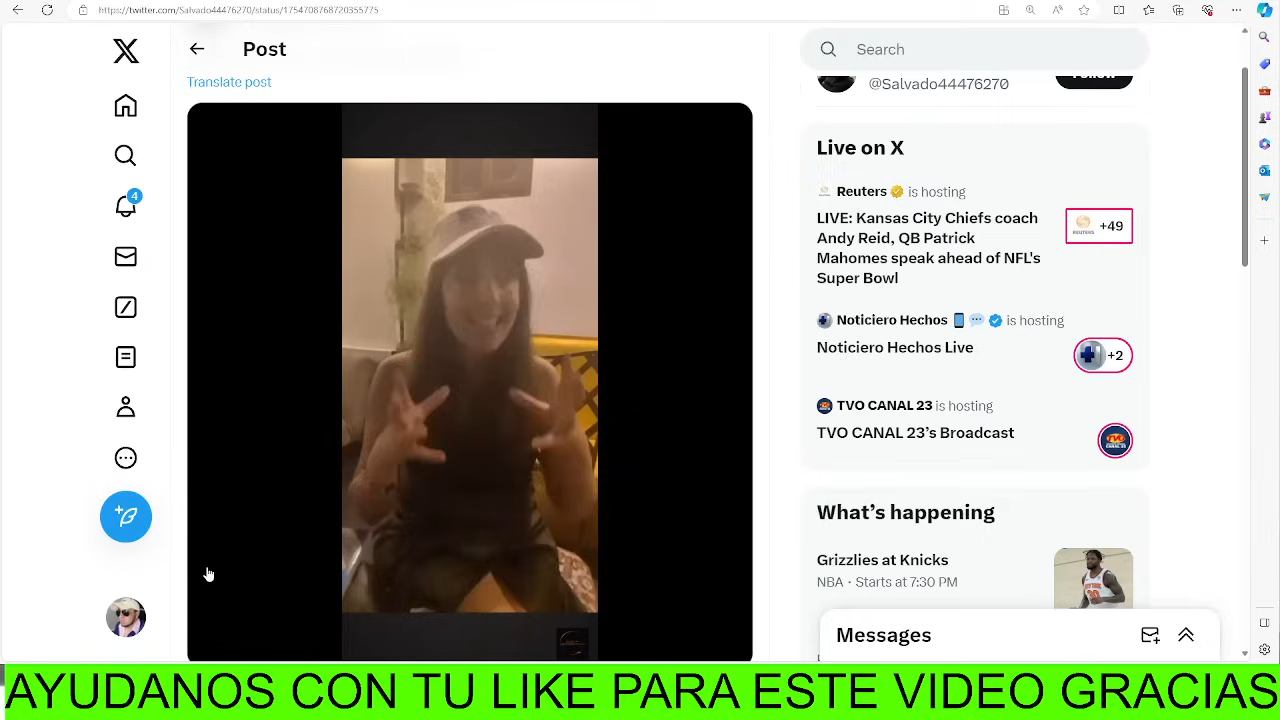 https://twitter.com/Salvado44476270/status/1754708768720355775
Post
Translate post
4
Search
@Salvado44476270
Live on X
Reuters is hosting
LIVE: Kansas City Chiefs coach
Andy Reid, QB Patrick
Mahomes speak ahead of NFL's
Super Bowl
+49
REUTERS
Noticiero Hechos is hosting
Noticiero Hechos Live
+2
TVO CANAL 23 is hosting
TVO CANAL 23’s Broadcast
What’s happening
Grizzlies at Knicks
NBA · Starts at 7:30 PM
Messages
AYUDANOS CON TU LIKE PARA ESTE VIDEO GRACIAS